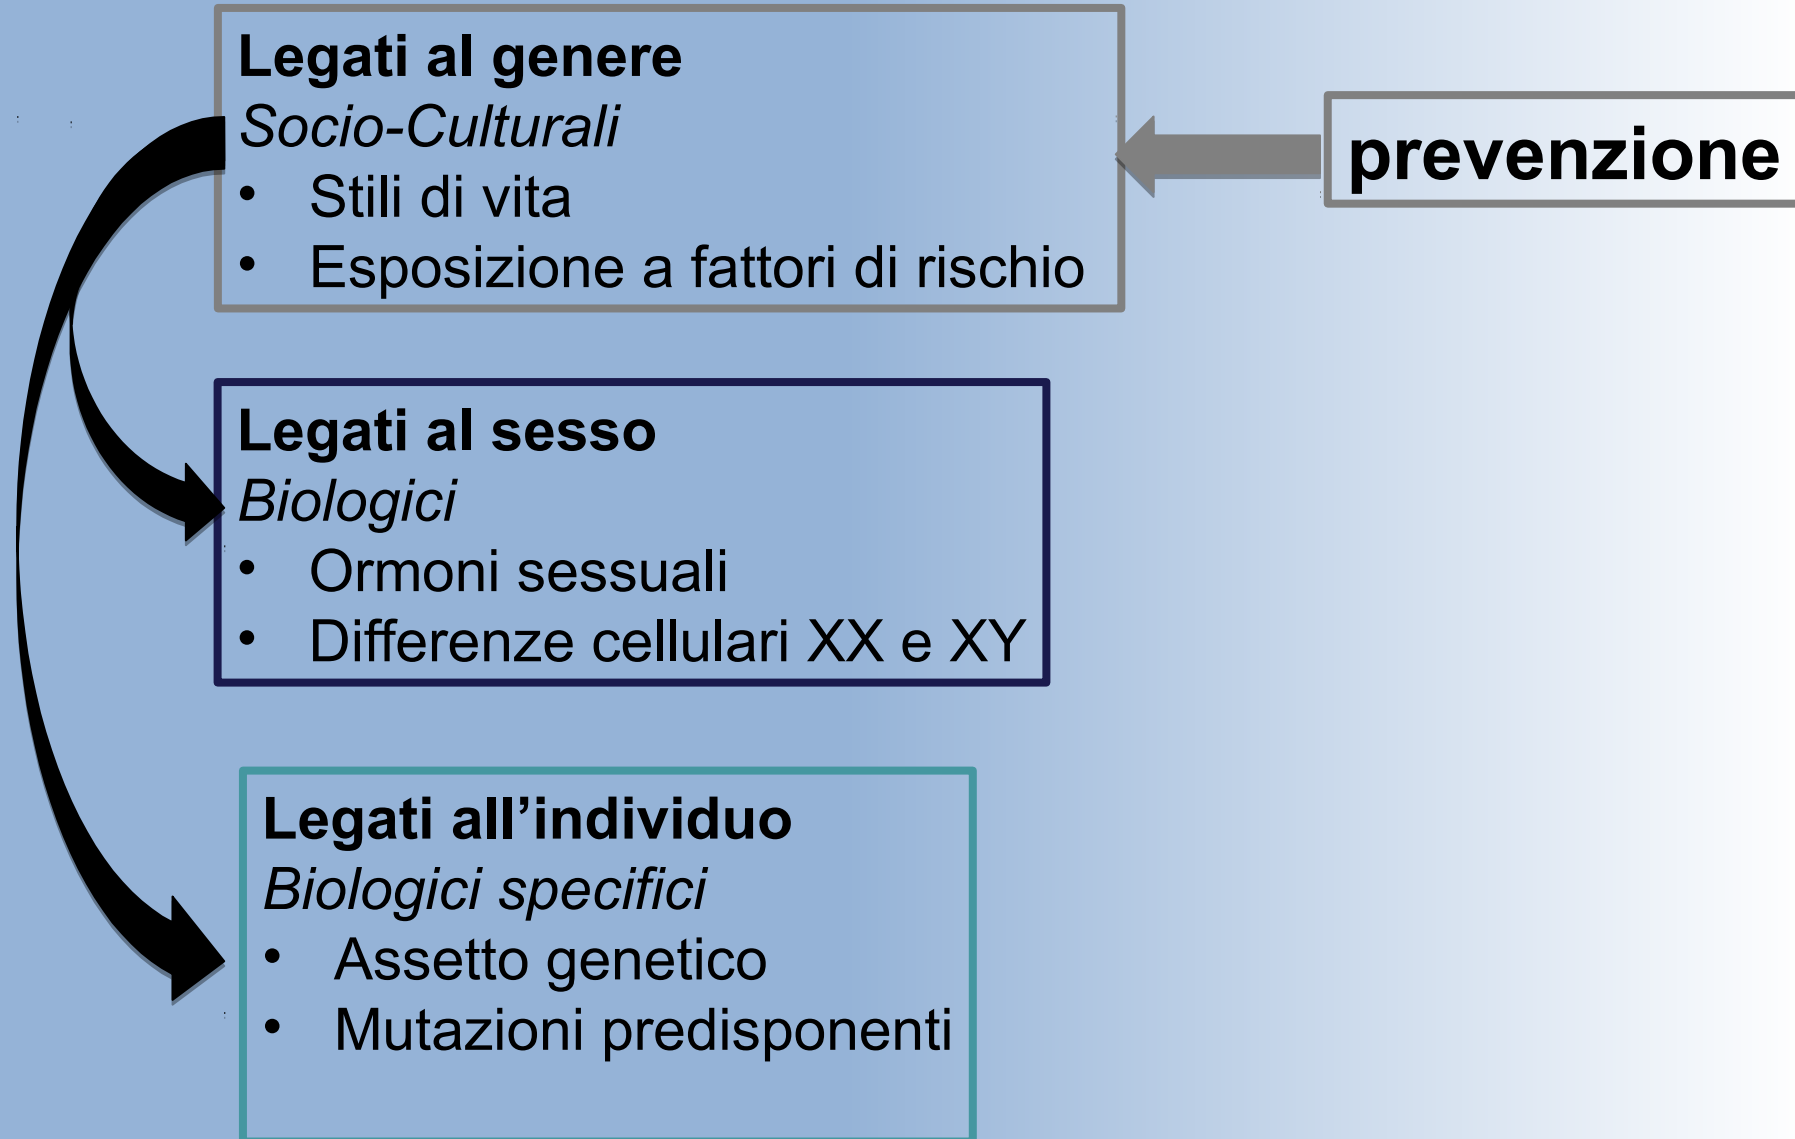 Legati al genere
Socio-Culturali
• Stili di vita
• Esposizione a fattori di rischio
prevenzione
Legati al sesso
Biologici
• Ormoni sessuali
• Differenze cellulari XX e XY
Legati all’individuo
Biologici specifici
• Assetto genetico
• Mutazioni predisponenti